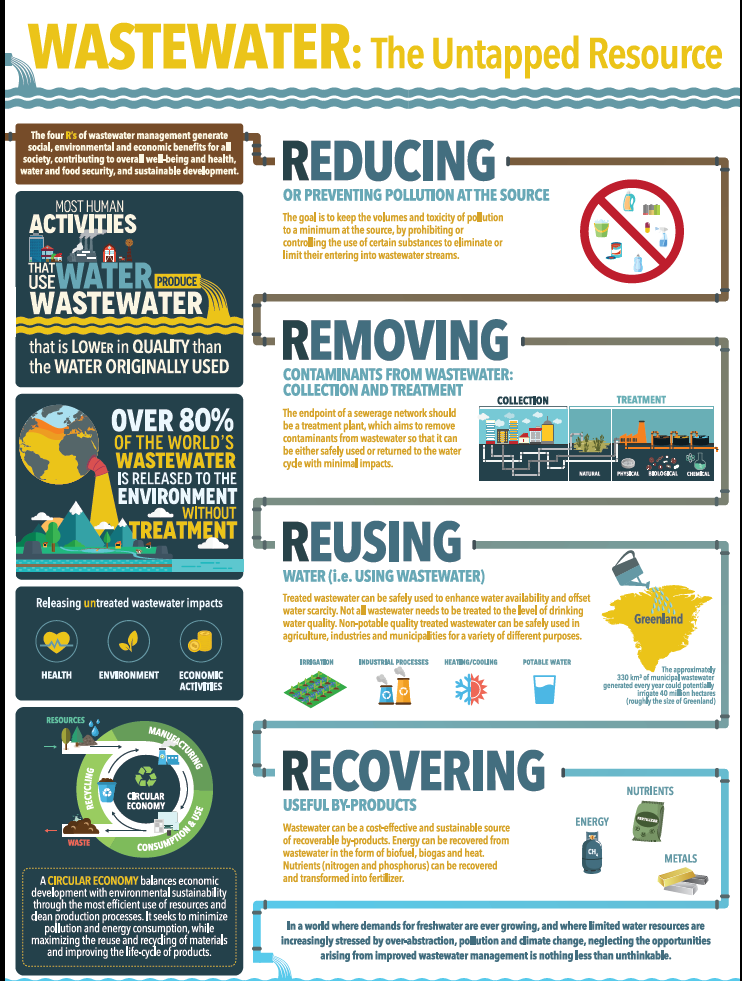 WASTEWATER: The Untapped Resource
The four R's of wastewater management generate
social, environmental and economic benefits for all
society, contributing to overall well-being and health,
water and food security, and sustainable development.
MOST HUMAN
ACTIVITIES
THAT
USE WATER PRODUCE
WASTEWATER
that is LOWER in QUALITY than
the WATER ORIGINALLY USED
OVER 80%
OF THE WORLD'S
WASTEWATER
IS RELEASED TO THE
ENVIRONMENT
WITHOUT
TREATMENT
Releasing untreated wastewater impacts
HEALTH
ENVIRONMENT
ECONOMIC
ACTIVITIES
RESOURCES
MANUFACTURING
RECYCLING
CIRCULAR
ECONOMY
CONSUMPTION & USE
WASTE
A CIRCULAR ECONOMY balances economic
development with environmental sustainability
through the most efficient use of resources and
clean production processes. It seeks to minimize
pollution and energy consumption, while
maximizing the reuse and recycling of materials
and improving the life-cycle of products.
REDUCING
OR PREVENTING POLLUTION AT THE SOURCE
The goal is to keep the volumes and toxicity of pollution
to a minimum at the source, by prohibiting or
controlling the use of certain substances to eliminate or
limit their entering into wastewater streams.
REMOVING
CONTAMINANTS FROM WASTEWATER:
COLLECTION AND TREATMENT
The endpoint of a sewerage network should
be a treatment plant, which aims to remove
contaminants from wastewater so that it can
be either safely used or returned to the water
cycle with minimal impacts.
COLLECTION
TREATMENT
NATURAL
PHYSICAL
BIOLOGICAL
CHEMICAL
REUSING
WATER (i.e. USING WASTEWATER)
Treated wastewater can be safely used to enhance water availability and offset
water scarcity. Not all wastewater needs to be treated to the level of drinking
water quality. Non-potable quality treated wastewater can be safely used in
agriculture, industries and municipalities for a variety of different purposes.
IRRIGATION
INDUSTRIAL PROCESSES
HEATING/COOLING
POTABLE WATER
Greenland
The approximately
330 km³ of municipal wastewater
generated every year could potentially
irrigate 40 million hectares
(roughly the size of Greenland)
RECOVERING
USEFUL BY-PRODUCTS
Wastewater can be a cost-effective and sustainable source
of recoverable by-products. Energy can be recovered from
wastewater in the form of biofuel, biogas and heat.
Nutrients (nitrogen and phosphorus) can be recovered
and transformed into fertilizer.
NUTRIENTS
FERTILIZER
ENERGY
CH₄
METALS
In a world where demands for freshwater are ever growing, and where limited water resources are
increasingly stressed by over-abstraction, pollution and climate change, neglecting the opportunities
arising from improved wastewater management is nothing less than unthinkable.